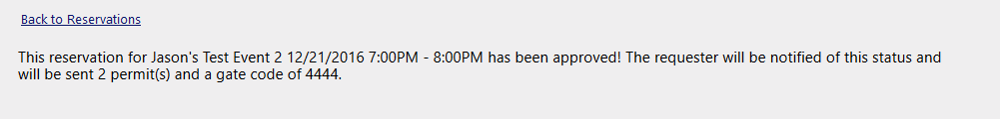 Back to Reservations
This reservation for Jason's Test Event 2 12/21/2016 7:00PM - 8:00PM has been approved! The requester will be notified of this status and
will be sent 2 permit(s) and a gate code of 4444.